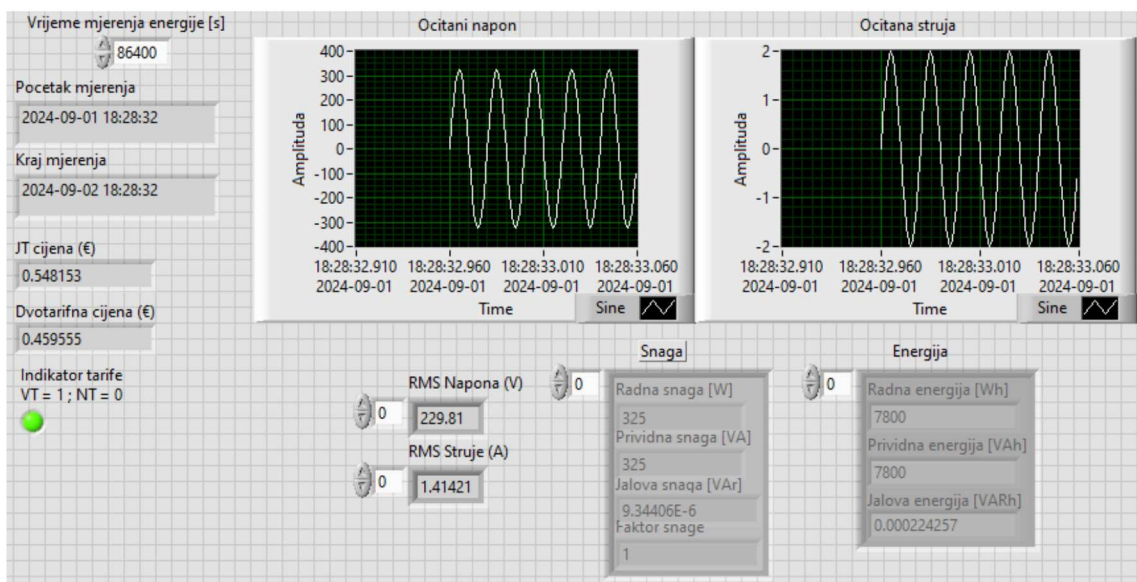 Vrijeme mjerenja energije [s]
86400
Pocetak mjerenja
2024-09-01 18:28:32
Kraj mjerenja
2024-09-02 18:28:32
JT cijena (€)
0.548153
Dvotarifna cijena (€)
0.459555
Indikator tarife
VT = 1 ; NT = 0
Ocitani napon
Amplituda
400
300
200
100
0
-100
-200
-300
-400
18:28:32.910 18:28:32.960 18:28:33.010 18:28:33.060
2024-09-01 2024-09-01 2024-09-01 2024-09-01
Time
Sine
Ocitana struja
Amplituda
2
1
0
-1
-2
18:28:32.910 18:28:32.960 18:28:33.010 18:28:33.060
2024-09-01 2024-09-01 2024-09-01 2024-09-01
Time
Sine
RMS Napona (V)
0
229.81
RMS Struje (A)
0
1.41421
Snaga
0
Radna snaga [W]
325
Prividna snaga [VA]
325
Jalova snaga [VAr]
9.34406E-6
Faktor snage
1
Energija
0
Radna energija [Wh]
7800
Prividna energija [VAh]
7800
Jalova energija [VARh]
0.000224257